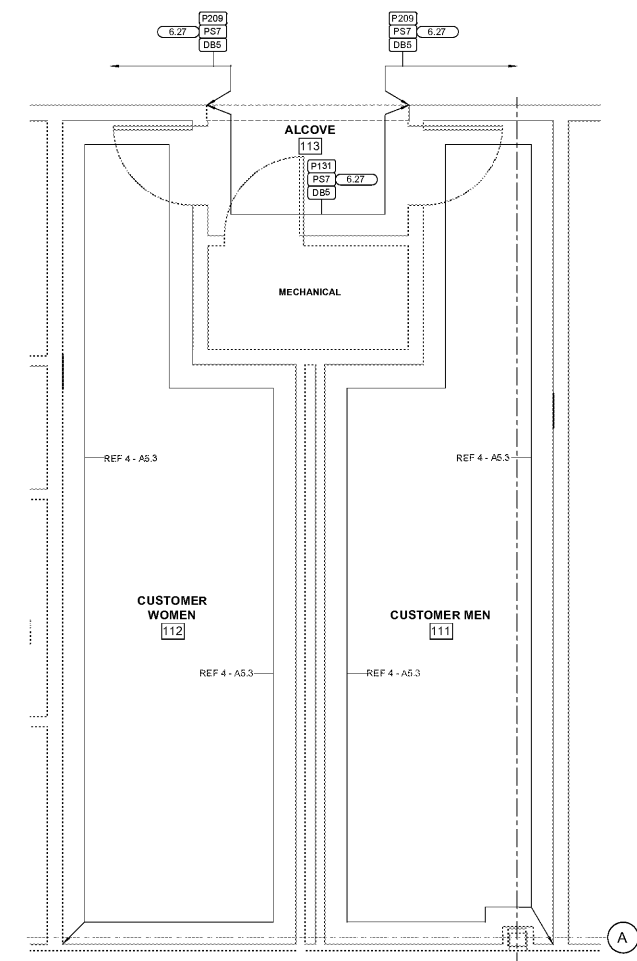 P209
6.27 PS7
DB5
P209
PS7 6.27
DB5
ALCOVE
113
P131
PS7 6.27
DB5
MECHANICAL
REF 4 - A5.3
REF 4 - A5.3
CUSTOMER
WOMEN
112
CUSTOMER MEN
111
REF 4 - A5.3
REF 4 - A5.3
A